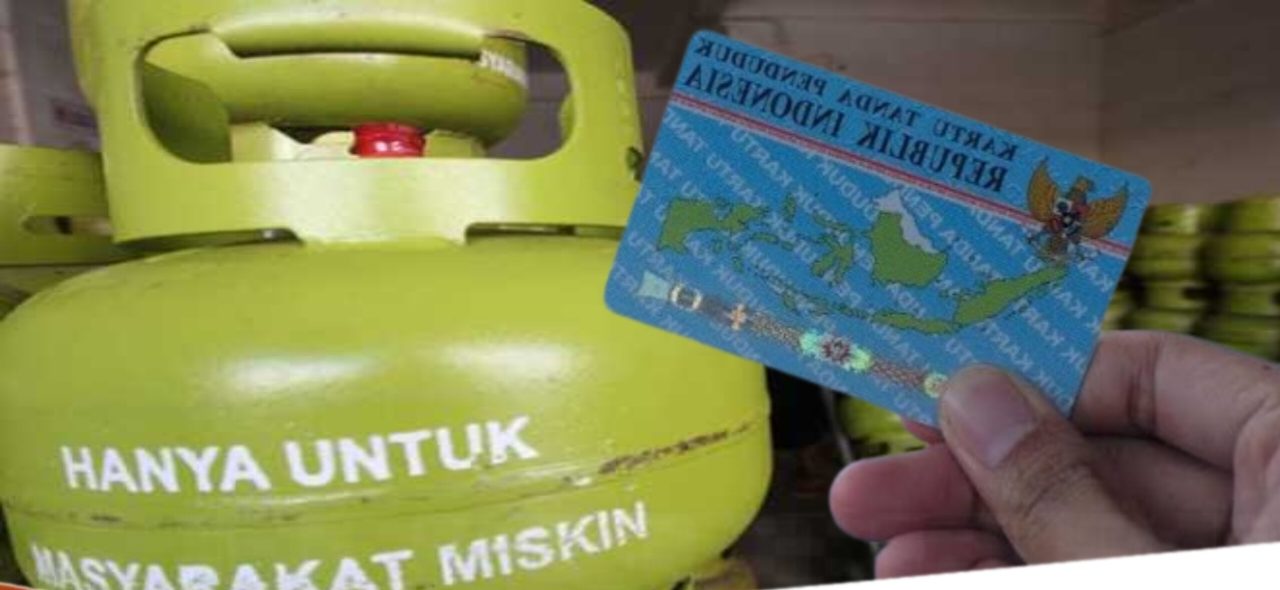 HANYA UNTUK
MASYARAKAT MISKIN
KARTU TANDA PENDUDUK
REPUBLIK INDONESIA